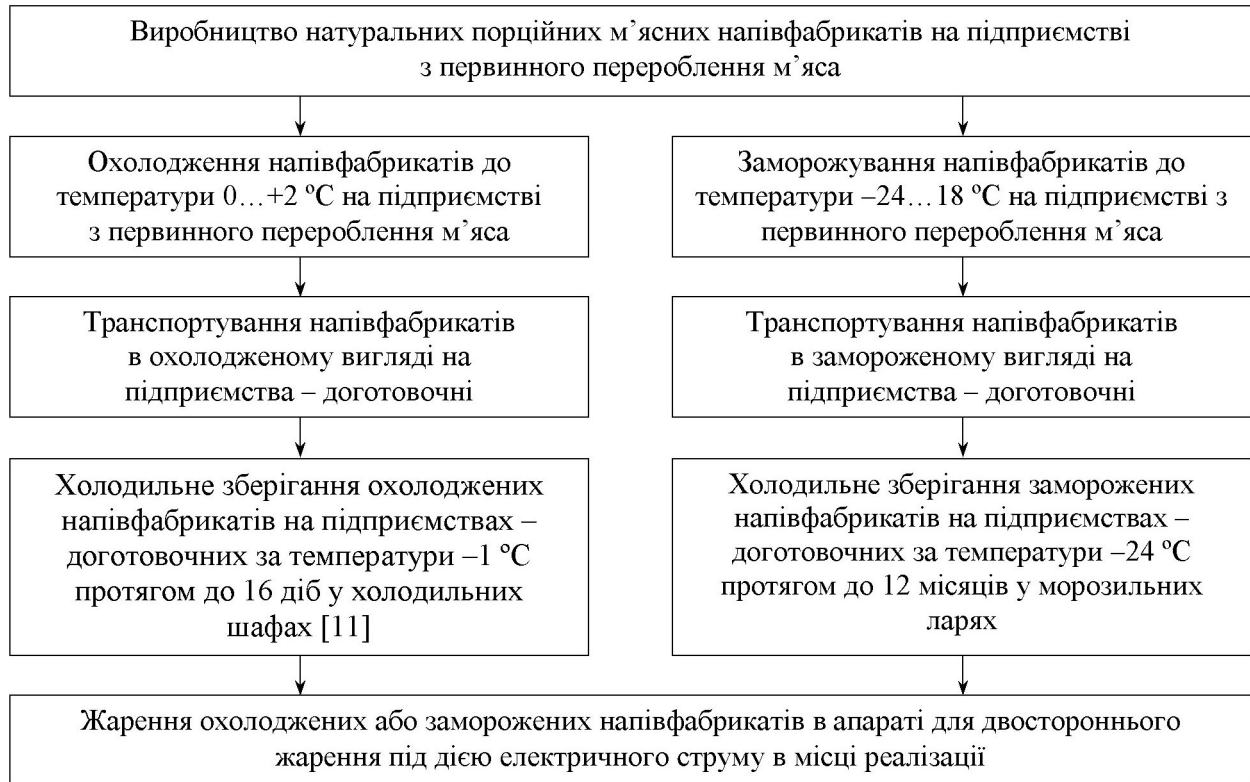 Виробництво натуральних порційних м’ясних напівфабрикатів на підприємстві
з первинного перероблення м’яса
Охолодження напівфабрикатів до
температури 0…+2 ºС на підприємстві
з первинного перероблення м’яса
Заморожування напівфабрикатів до
температури –24…18 ºС на підприємстві з
первинного перероблення м’яса
Транспортування напівфабрикатів
в охолодженому вигляді на
підприємства – доготовочні
Транспортування напівфабрикатів
в замороженому вигляді на
підприємства – доготовочні
Холодильне зберігання охолоджених
напівфабрикатів на підприємствах –
доготовочних за температури –1 ºС
протягом до 16 діб у холодильних
шафах [11]
Холодильне зберігання заморожених
напівфабрикатів на підприємствах –
доготовочних за температури –24 ºС
протягом до 12 місяців у морозильних
ларях
Жарення охолоджених або заморожених напівфабрикатів в апараті для двостороннього
жарення під дією електричного струму в місці реалізації